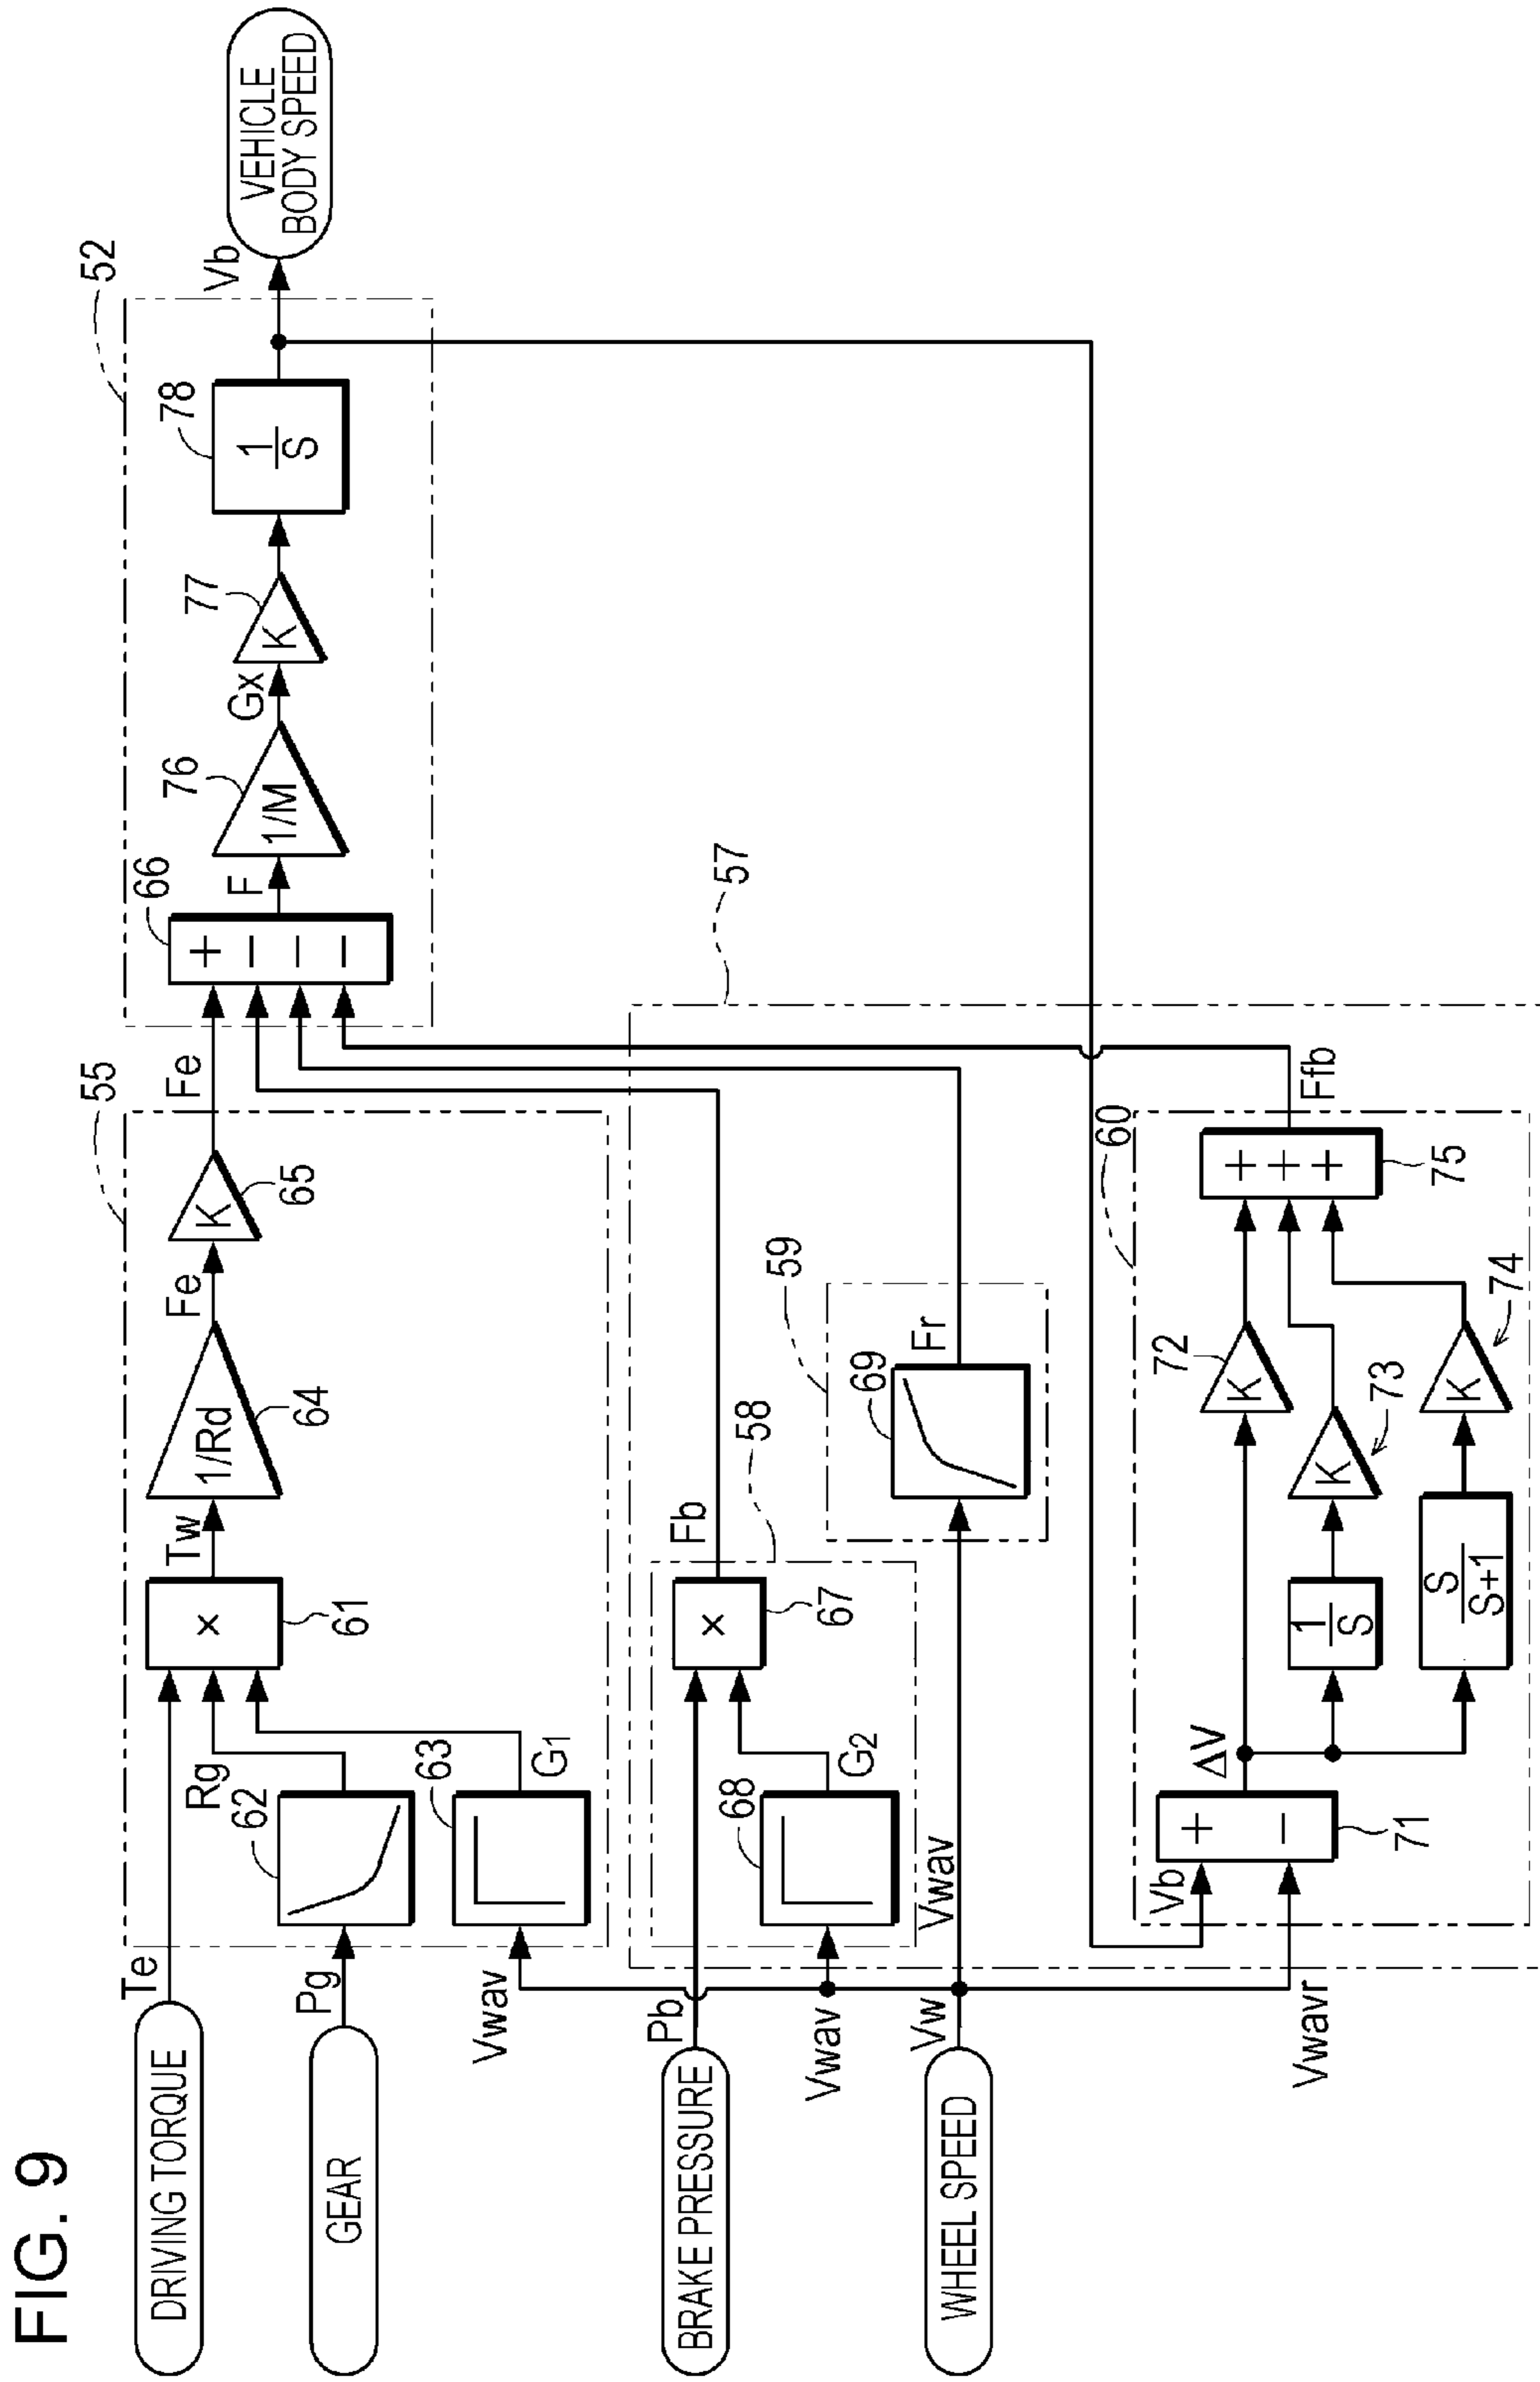 FIG. 9
DRIVING TORQUE
Te
GEAR
Pg
Vwav
BRAKE PRESSURE
Pb
Vwav
WHEEL SPEED
Vw
Vwavr
55
62
Rg
63
G1
×
61
Tw
1/Rd
64
Fe
K
65
Fe
57
58
68
G2
×
67
Fb
Vwav
59
69
Fr
60
Vb
+
−
71
ΔV
K
72
1
S
K
73
S
S+1
K
74
+
+
+
75
Ffb
52
66
+
−
−
−
F
1/M
76
Gx
K
77
1
S
78
Vb
VEHICLE
BODY SPEED